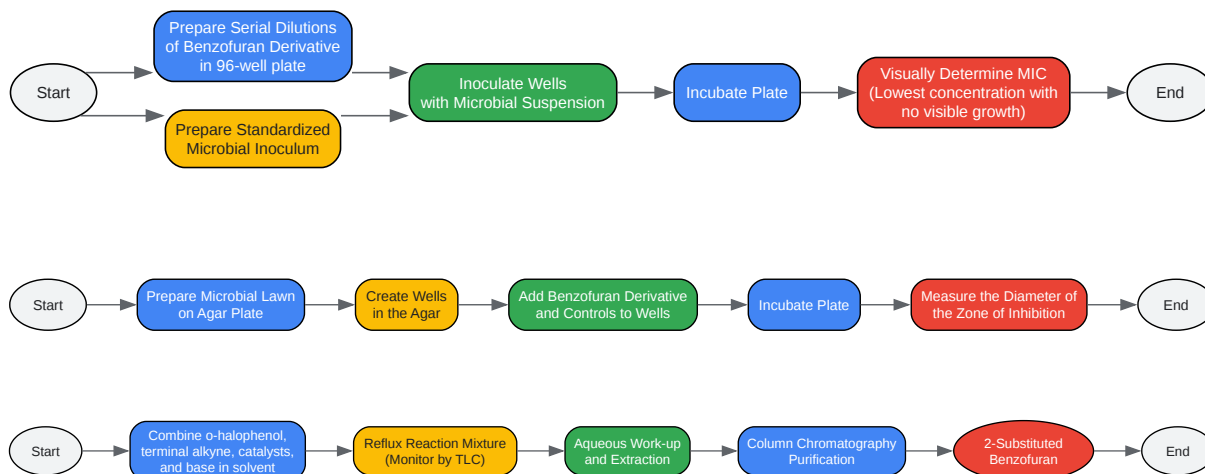 Start
Prepare Serial Dilutions
of Benzofuran Derivative
in 96-well plate
Prepare Standardized
Microbial Inoculum
Inoculate Wells
with Microbial Suspension
Incubate Plate
Visually Determine MIC
(Lowest concentration with
no visible growth)
End
Start
Prepare Microbial Lawn
on Agar Plate
Create Wells
in the Agar
Add Benzofuran Derivative
and Controls to Wells
Incubate Plate
Measure the Diameter of
the Zone of Inhibition
End
Start
Combine o-halophenol,
terminal alkyne, catalysts,
and base in solvent
Reflux Reaction Mixture
(Monitor by TLC)
Aqueous Work-up
and Extraction
Column Chromatography
Purification
2-Substituted
Benzofuran
End